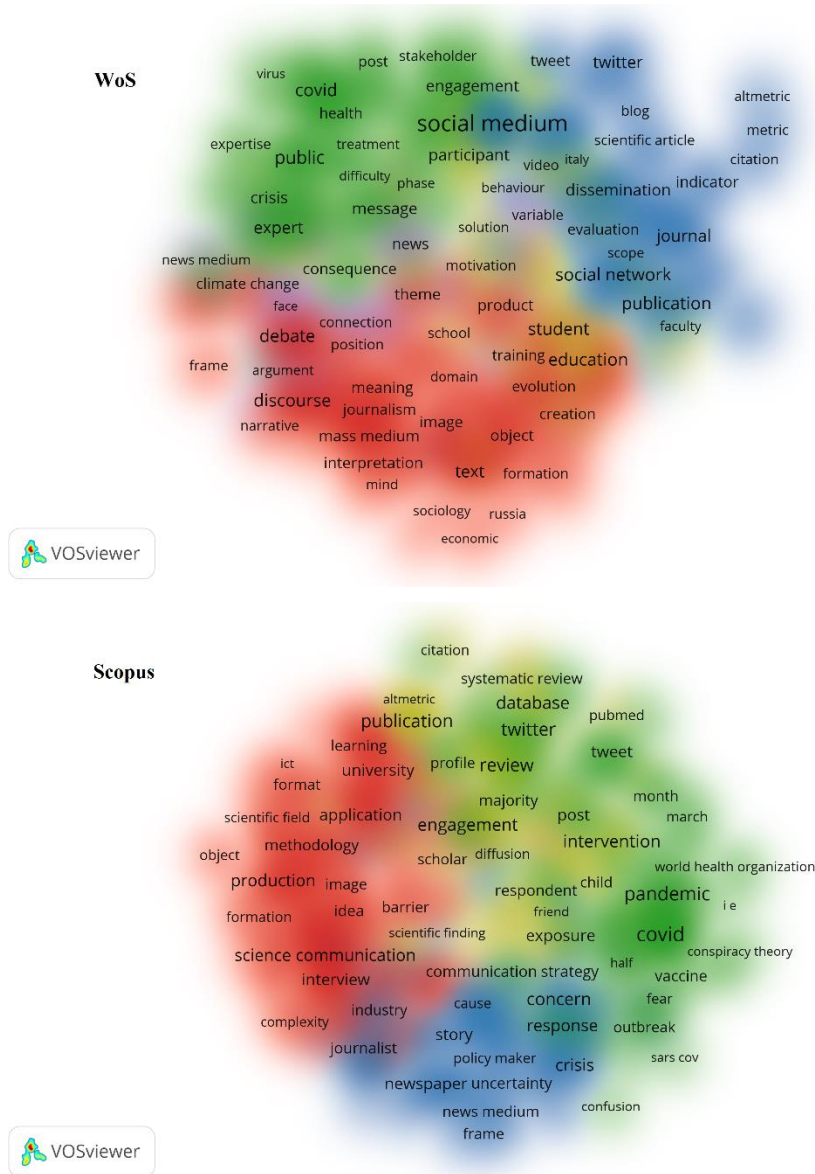 WoS
virus
post
stakeholder
tweet
twitter
covid
engagement
altmetric
health
social medium
blog
metric
expertise
treatment
scientific article
public
participant
video
italy
citation
difficulty
phase
behaviour
dissemination
indicator
crisis
message
variable
expert
solution
evaluation
journal
news
news medium
consequence
motivation
scope
social network
climate change
theme
face
product
publication
connection
debate
school
student
faculty
position
training
education
frame
argument
domain
meaning
evolution
discourse
journalism
image
creation
narrative
mass medium
object
interpretation
text
formation
mind
sociology
russia
economic
VOSviewer
Scopus
citation
systematic review
altmetric
database
publication
twitter
pubmed
learning
tweet
ict
university
profile
review
format
majority
month
scientific field
application
engagement
post
march
methodology
intervention
object
scholar
diffusion
world health organization
production
image
respondent
child
pandemic
i e
formation
idea
barrier
friend
scientific finding
exposure
covid
science communication
conspiracy theory
interview
communication strategy
half
vaccine
industry
cause
concern
fear
complexity
story
response
outbreak
journalist
policy maker
crisis
sars cov
newspaper
uncertainty
news medium
confusion
frame
VOSviewer